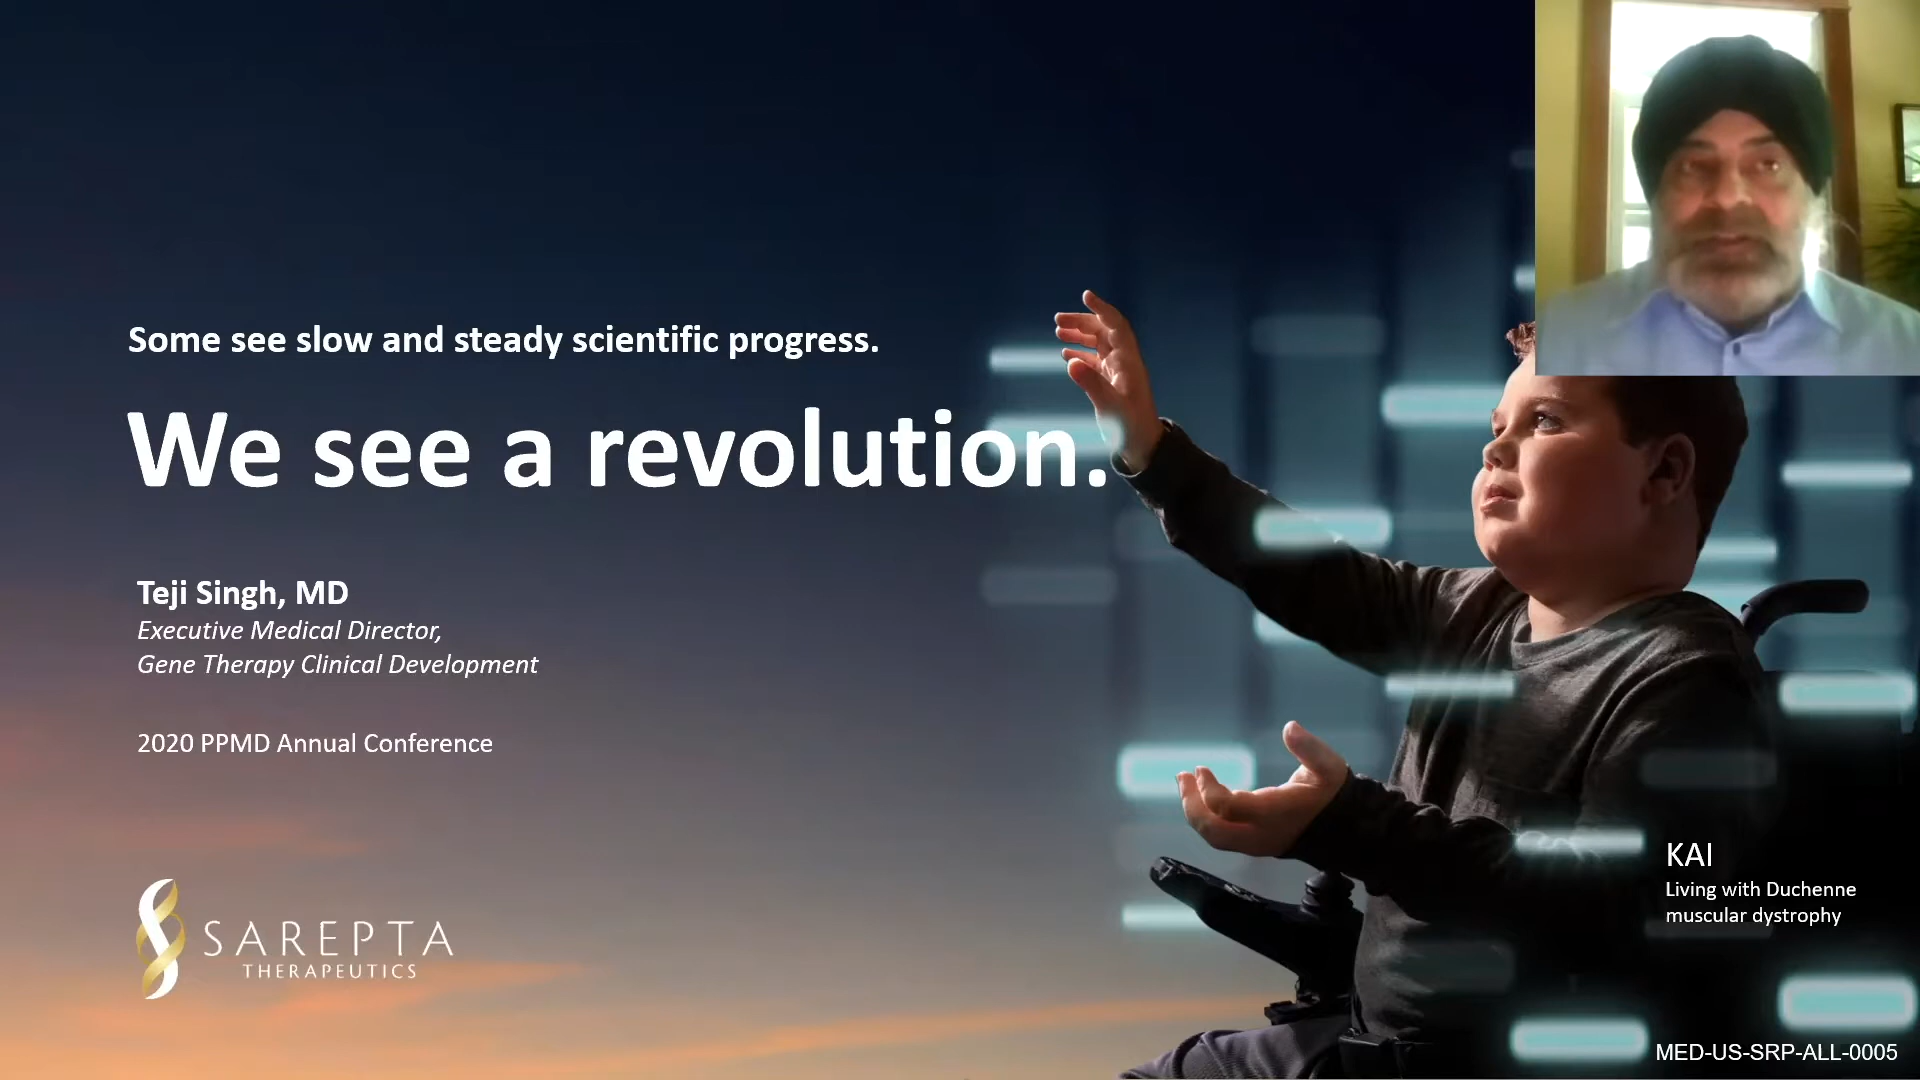 Some see slow and steady scientific progress.
We see a revolution.
Teji Singh, MD
Executive Medical Director,
Gene Therapy Clinical Development
2020 PPMD Annual Conference
SAREPTA
THERAPEUTICS
KAI
Living with Duchenne
muscular dystrophy
MED-US-SRP-ALL-0005